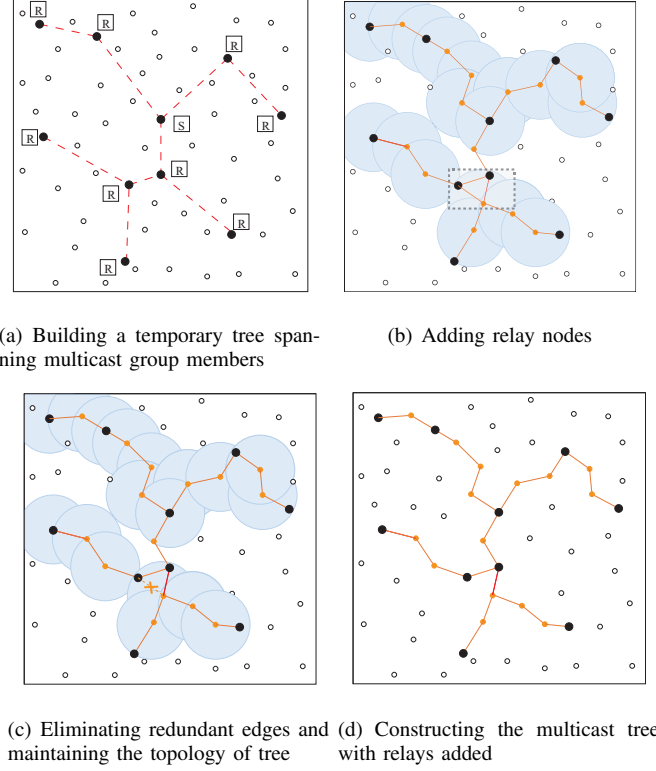 R
R
R
R
S
R
R
R
R
R
(a) Building a temporary tree span-
ning multicast group members
(b) Adding relay nodes
(c) Eliminating redundant edges and
maintaining the topology of tree
(d) Constructing the multicast tree
with relays added